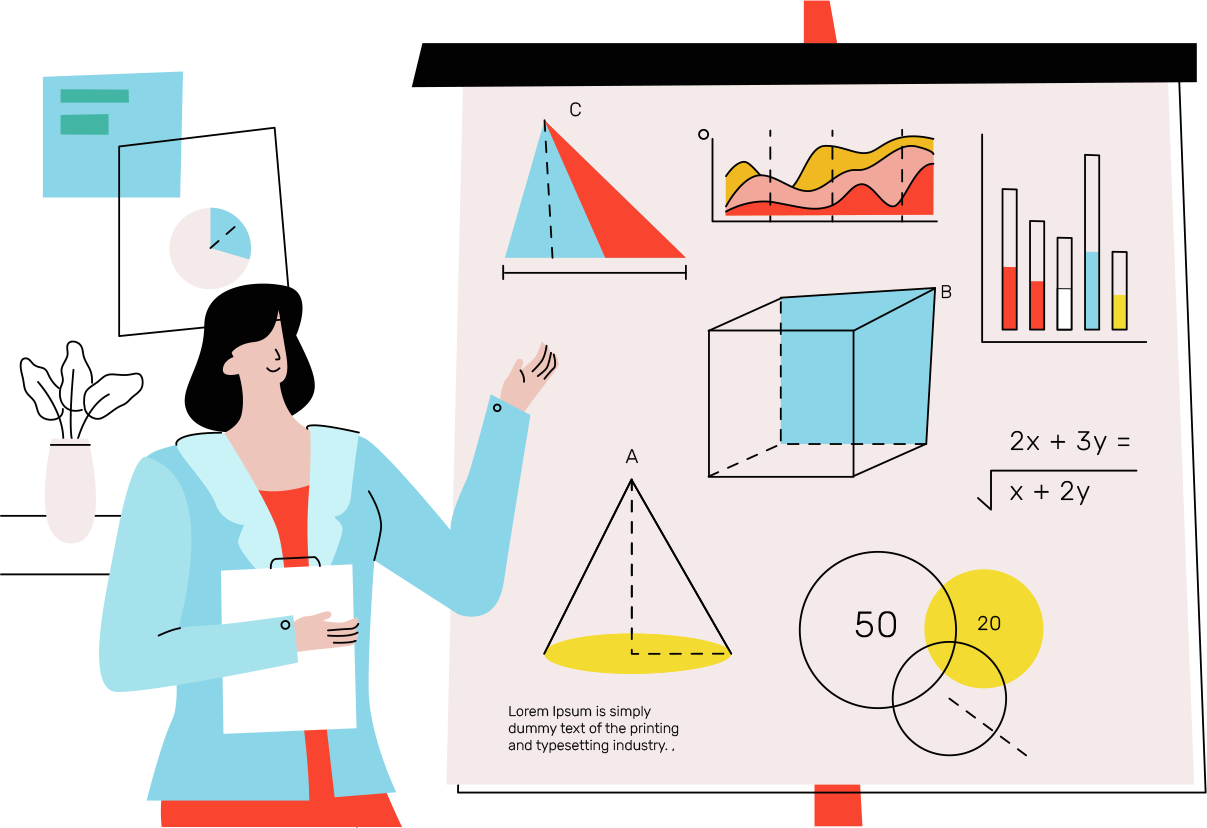 C
B
2x + 3y =
√x + 2y
A
50
20
Lorem Ipsum is simply
dummy text of the printing
and typesetting industry. ,